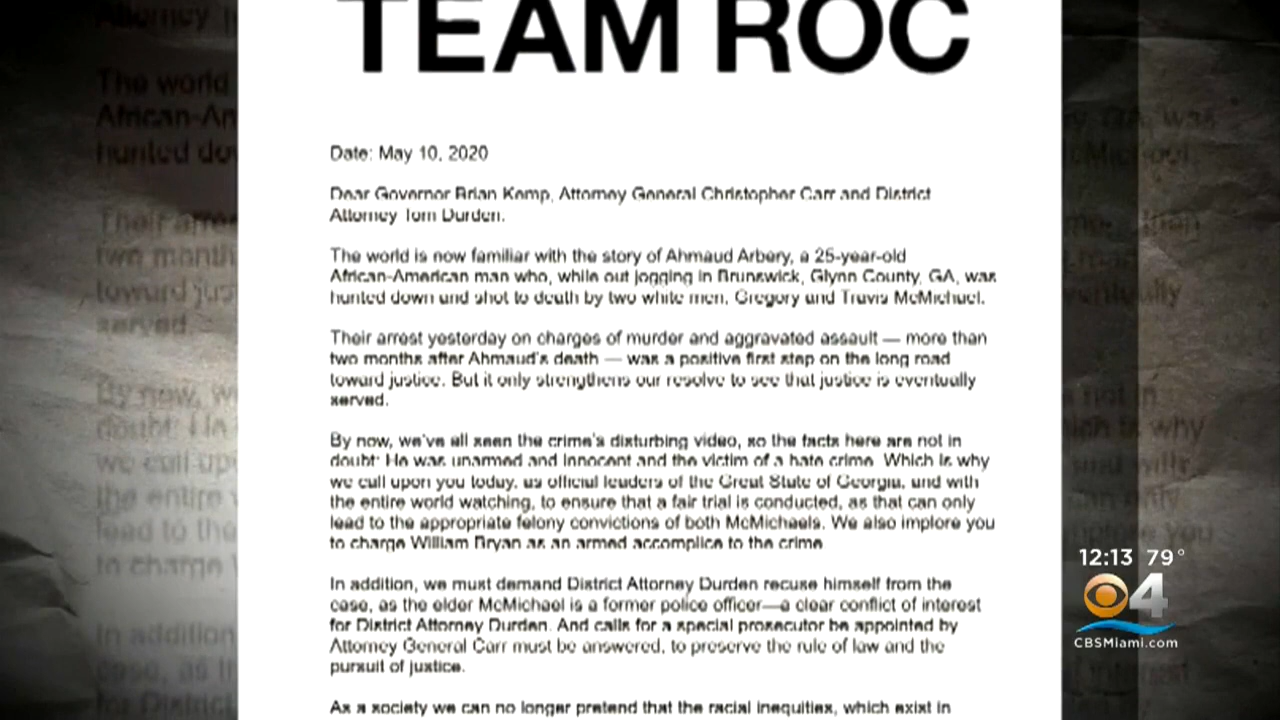 TEAM ROC
Date: May 10, 2020
Dear Governor Brian Kemp, Attorney General Christopher Carr and District
Attorney Tom Durden.
The world is now familiar with the story of Ahmaud Arbery, a 25-year-old
African-American man who, while out jogging in Brunswick, Glynn County, GA, was
hunted down and shot to death by two white men, Gregory and Travis McMichael.
Their arrest yesterday on charges of murder and aggravated assault — more than
two months after Ahmaud's death — was a positive first step on the long road
toward justice. But it only strengthens our resolve to see that justice is eventually
served.
By now, we've all seen the crime's disturbing video, so the facts here are not in
doubt: He was unarmed and innocent and the victim of a hate crime. Which is why
we call upon you today, as official leaders of the Great State of Georgia, and with
the entire world watching, to ensure that a fair trial is conducted, as that can only
lead to the appropriate felony convictions of both McMichaels. We also implore you
to charge William Bryan as an armed accomplice to the crime
In addition, we must demand District Attorney Durden recuse himself from the
case, as the elder McMichael is a former police officer—a clear conflict of interest
for District Attorney Durden. And calls for a special prosecutor be appointed by
Attorney General Carr must be answered, to preserve the rule of law and the
pursuit of justice.
As a society we can no longer pretend that the racial inequities, which exist in
12:13 79°
4
CBSMiami.com